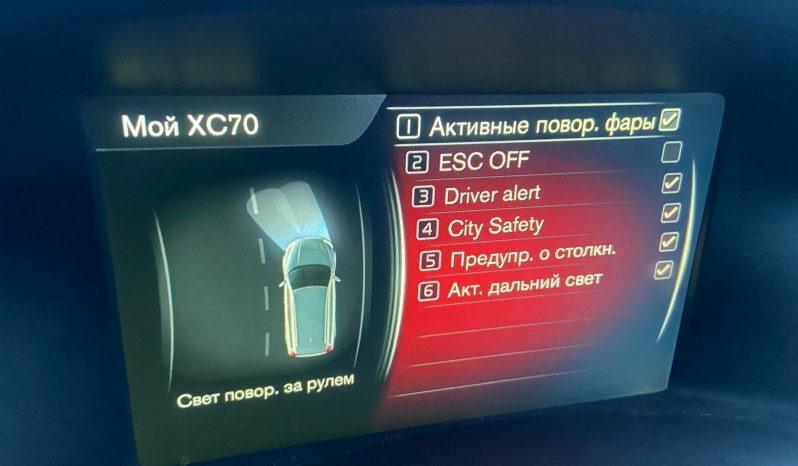 Мой XC70
1 Активные повор. фары
2 ESC OFF
3 Driver alert
4 City Safety
5 Предупр. о столкн.
6 Акт. дальний свет
Свет повор. за рулем